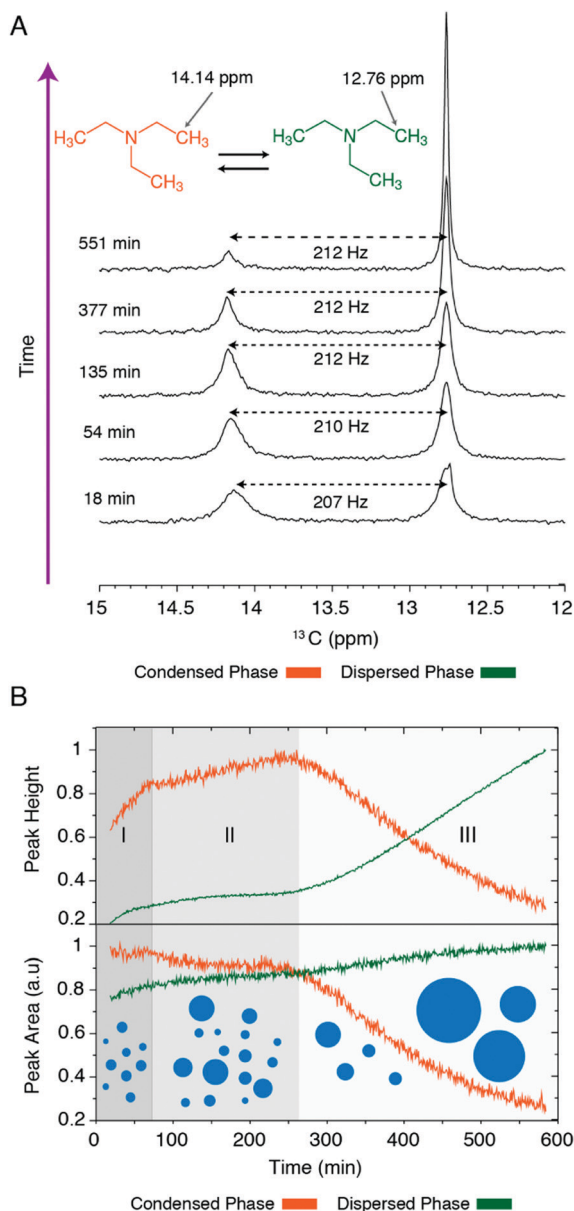 A
14.14 ppm
12.76 ppm
H₃C N CH₃
CH₃
H₃C N CH₃
CH₃
551 min
212 Hz
377 min
212 Hz
135 min
212 Hz
54 min
210 Hz
18 min
207 Hz
Time
15 14.5 14 13.5 13 12.5 12
¹³C (ppm)
Condensed Phase Dispersed Phase
B
Peak Height
1
0.8
0.6
0.4
0.2
I II III
Peak Area (a.u)
1
0.8
0.6
0.4
0.2
0 100 200 300 400 500 600
Time (min)
Condensed Phase Dispersed Phase